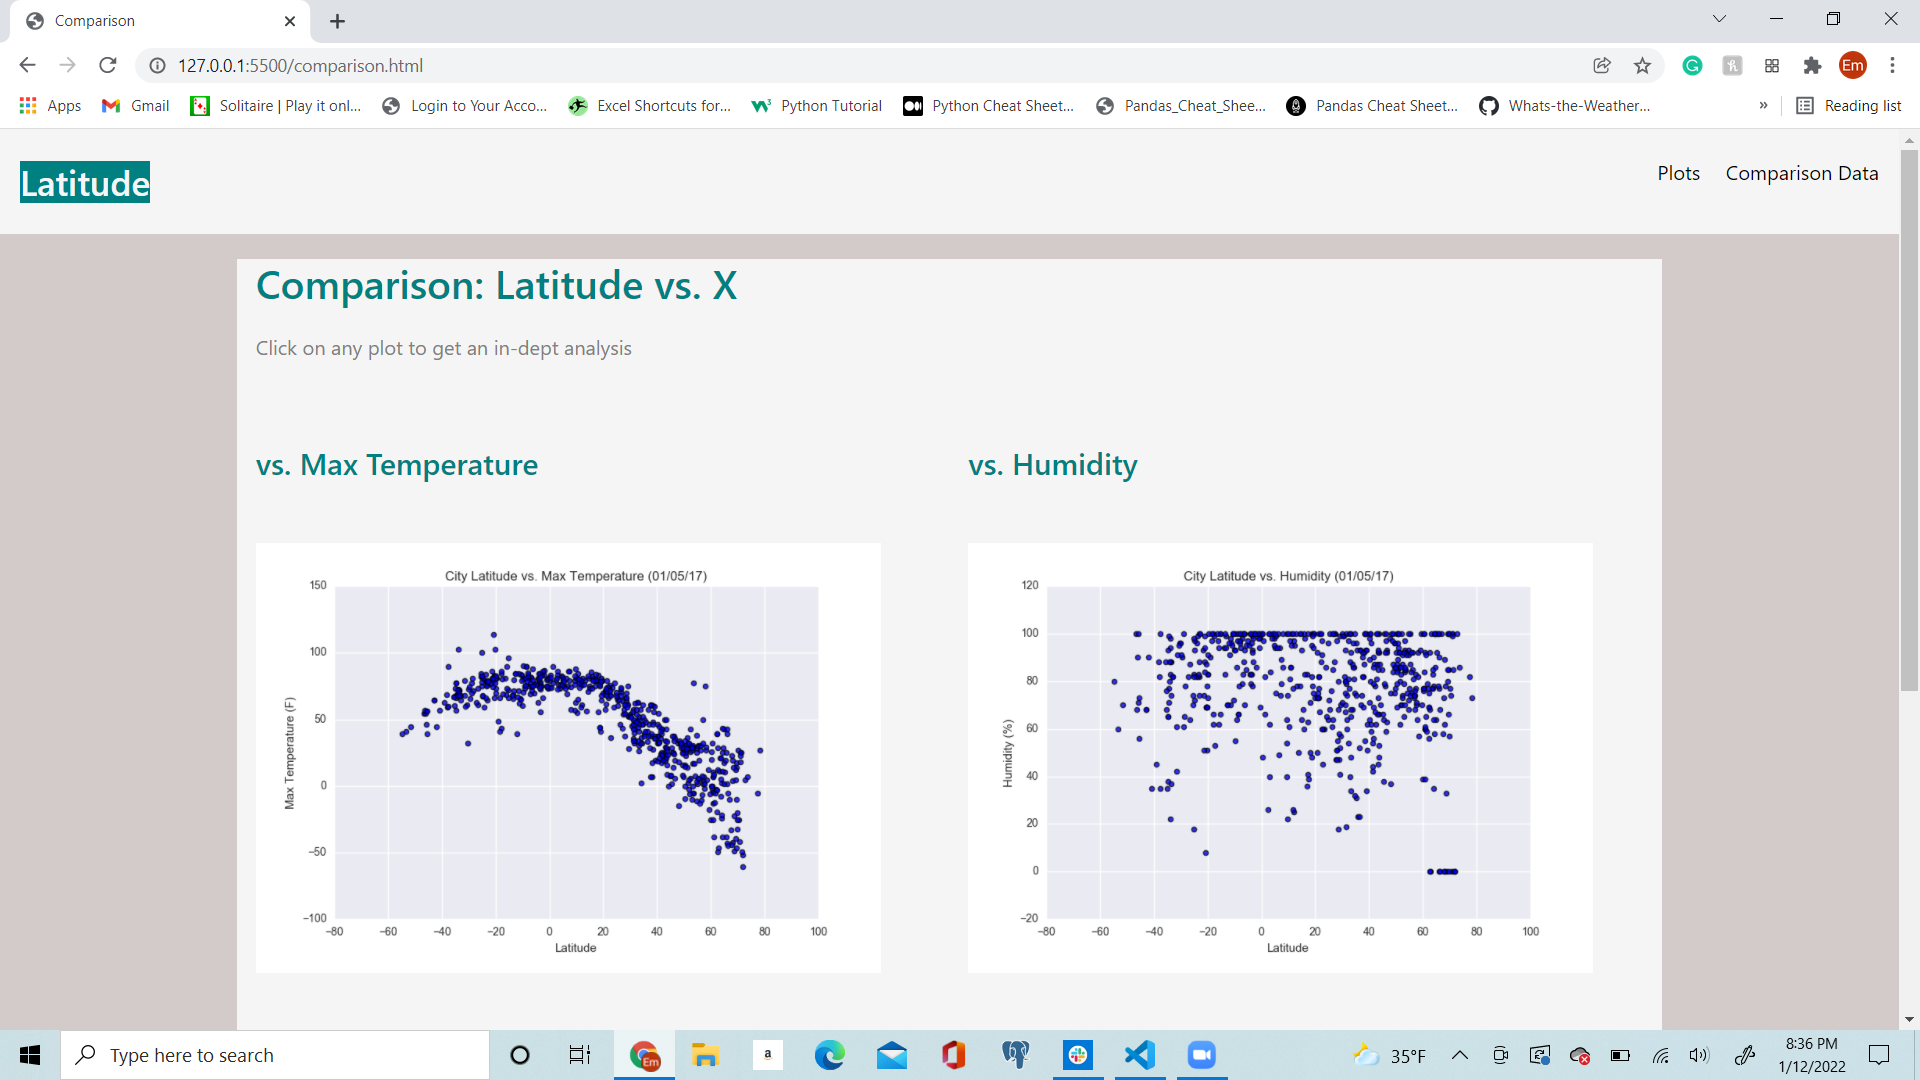 Comparison
127.0.0.1:5500/comparison.html
Em
Apps
Gmail
Solitaire | Play it onl...
Login to Your Acco...
Excel Shortcuts for...
Python Tutorial
Python Cheat Sheet...
Pandas_Cheat_Shee...
Pandas Cheat Sheet...
Whats-the-Weather...
»
Reading list
Latitude
Plots
Comparison Data
Comparison: Latitude vs. X
Click on any plot to get an in-dept analysis
vs. Max Temperature
vs. Humidity
City Latitude vs. Max Temperature (01/05/17)
150
100
50
0
−50
−100
Max Temperature (F)
−80 −60 −40 −20 0 20 40 60 80 100
Latitude
City Latitude vs. Humidity (01/05/17)
120
100
80
60
40
20
0
−20
Humidity (%)
−80 −60 −40 −20 0 20 40 60 80 100
Latitude
Type here to search
Em
a
35°F
8:36 PM
1/12/2022